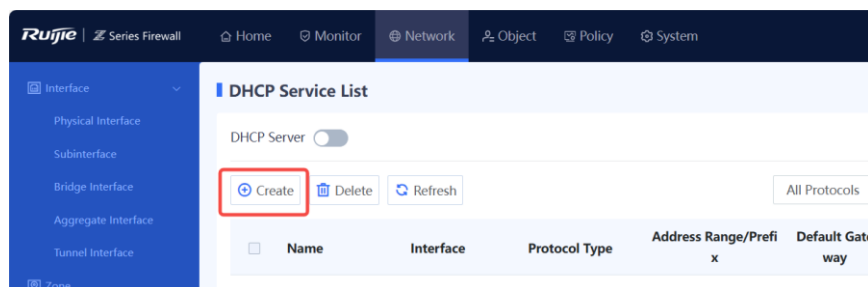 Ruijie | Z Series Firewall
Home
Monitor
Network
Object
Policy
System
Interface
Physical Interface
Subinterface
Bridge Interface
Aggregate Interface
Tunnel Interface
Zone
DHCP Service List
DHCP Server
Create
Delete
Refresh
All Protocols
Name
Interface
Protocol Type
Address Range/Prefi
x
Default Gat
way